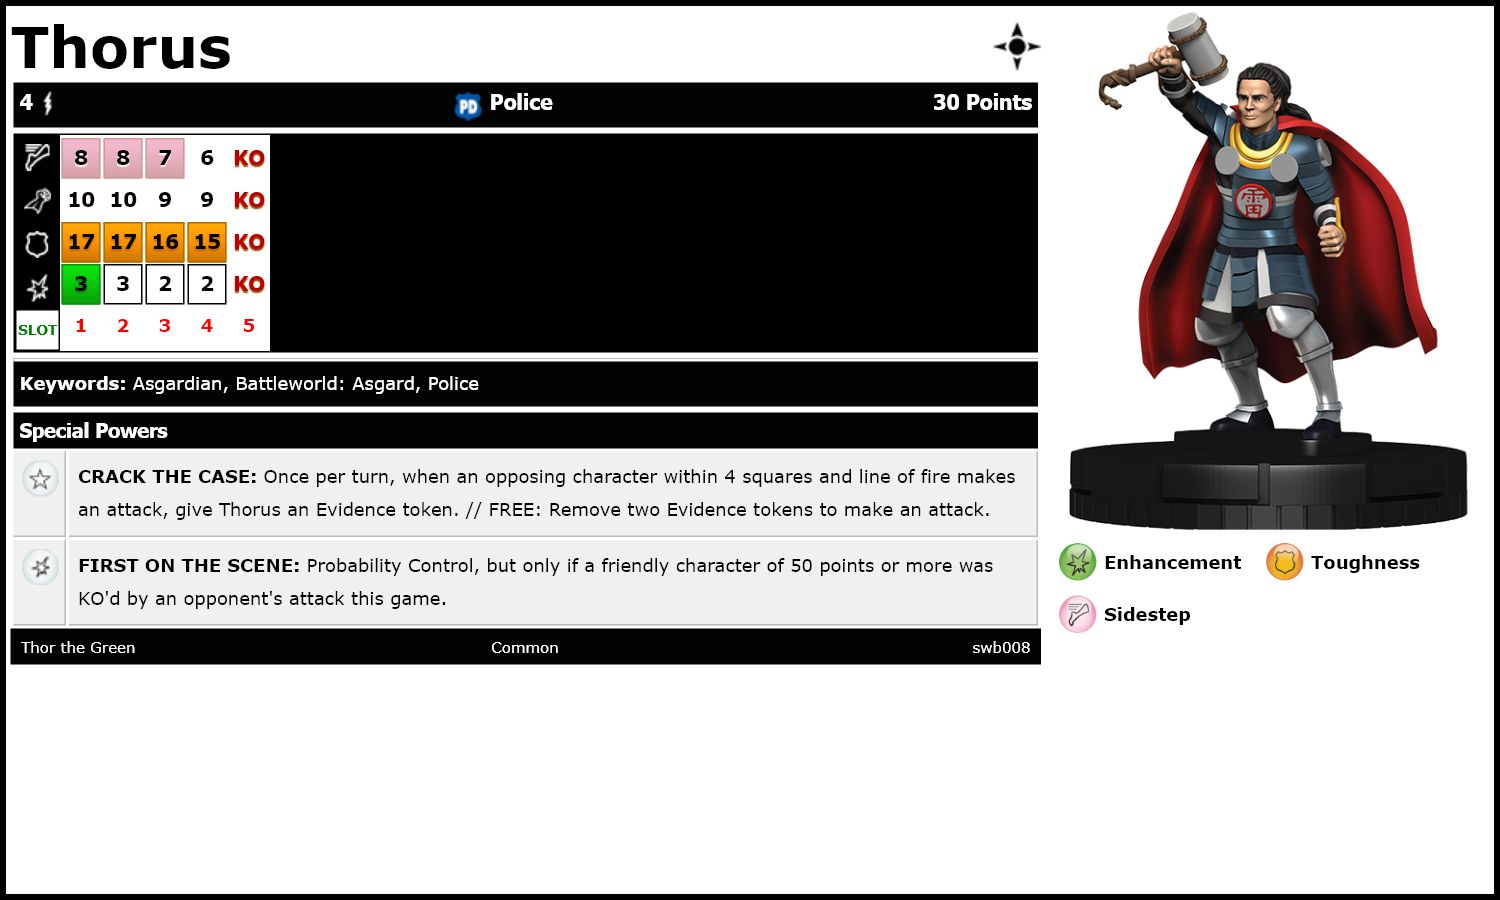 Thorus
4 PD Police 30 Points
8 8 7 6 KO
10 10 9 9 KO
17 17 16 15 KO
3 3 2 2 KO
SLOT 1 2 3 4 5
Keywords: Asgardian, Battleworld: Asgard, Police
Special Powers
CRACK THE CASE: Once per turn, when an opposing character within 4 squares and line of fire makes
an attack, give Thorus an Evidence token. // FREE: Remove two Evidence tokens to make an attack.
FIRST ON THE SCENE: Probability Control, but only if a friendly character of 50 points or more was
KO'd by an opponent's attack this game.
Thor the Green Common swb008
雷
Enhancement Toughness
Sidestep